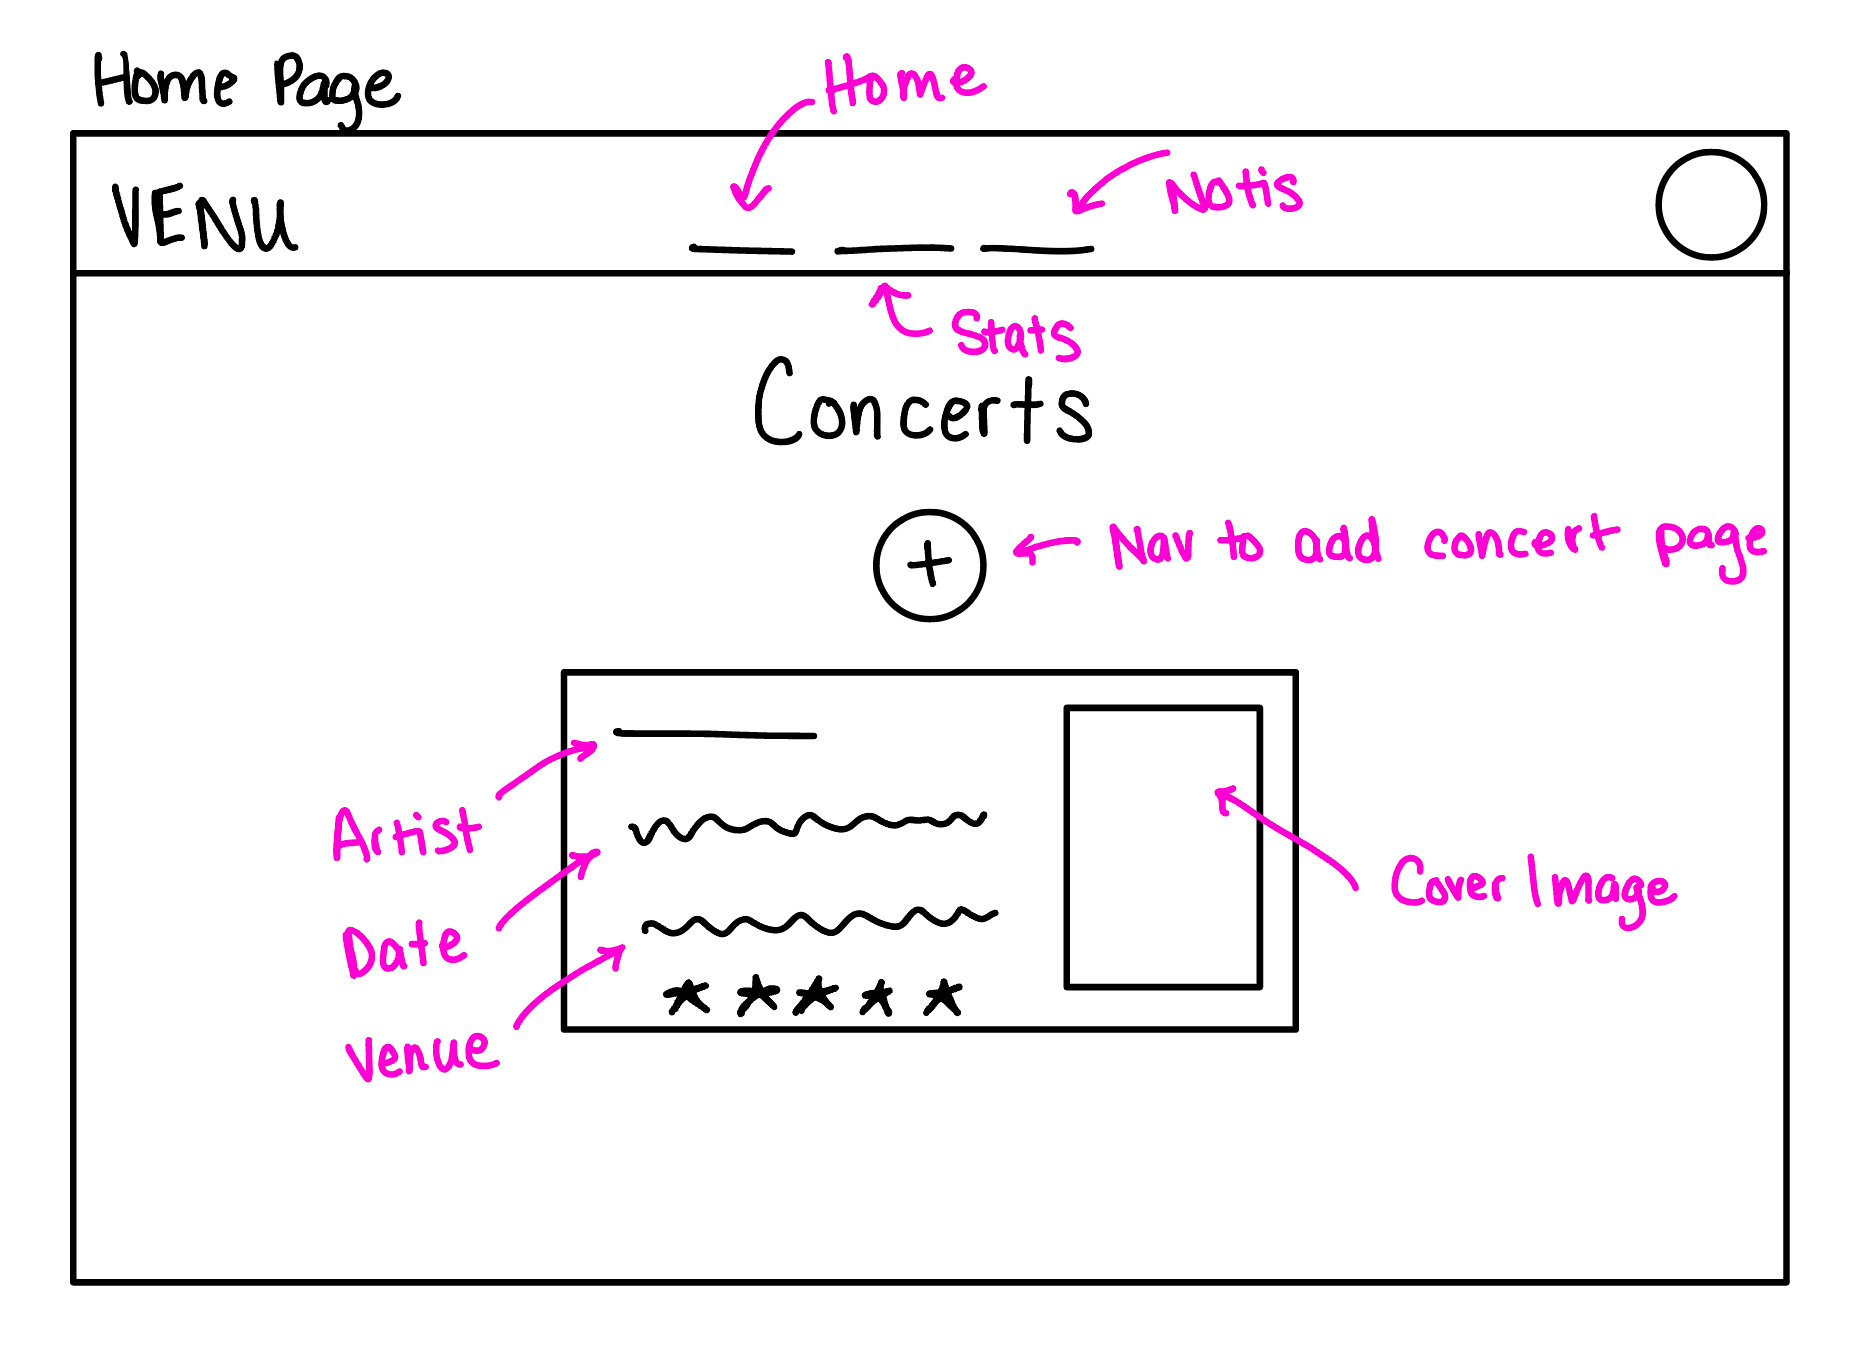 Home Page
Home
VENU
Notis
Stats
Concerts
+
Nav to add concert page
Artist
Date
Venue
Cover Image